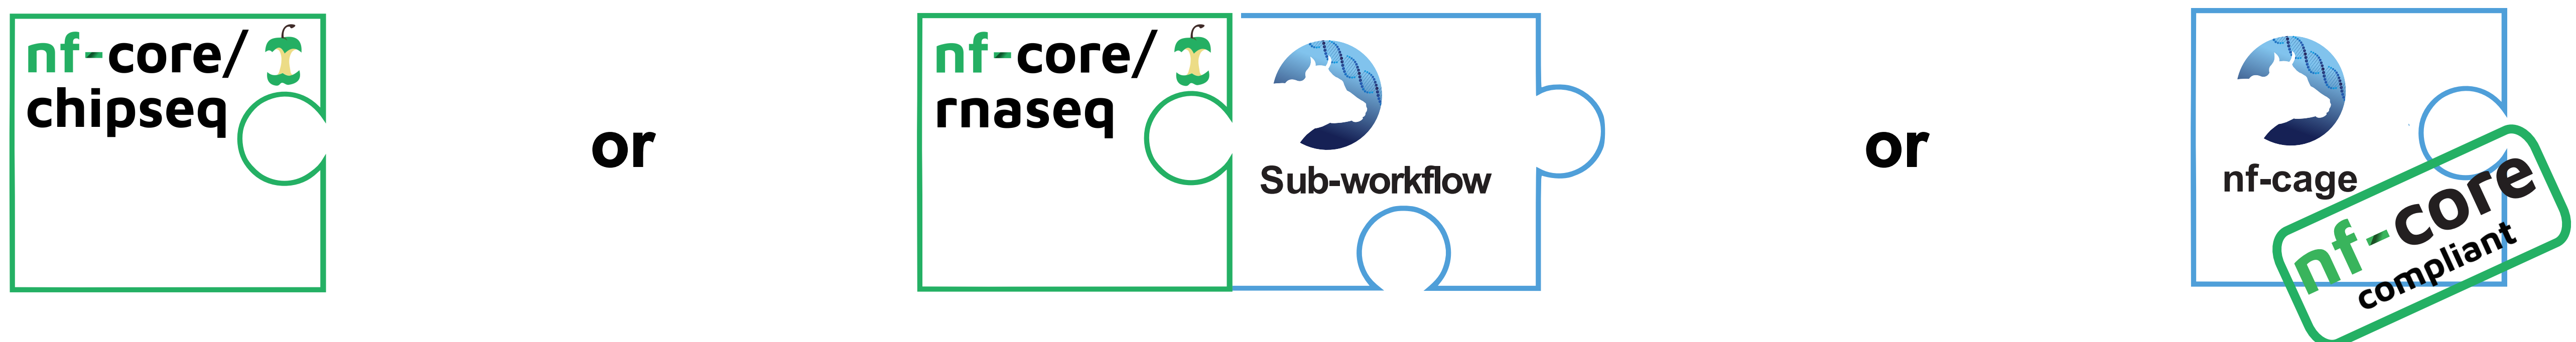 nf-core/
chipseq
or
nf-core/
rnaseq
Sub-workflow
or
nf-cage
nf-core
compliant